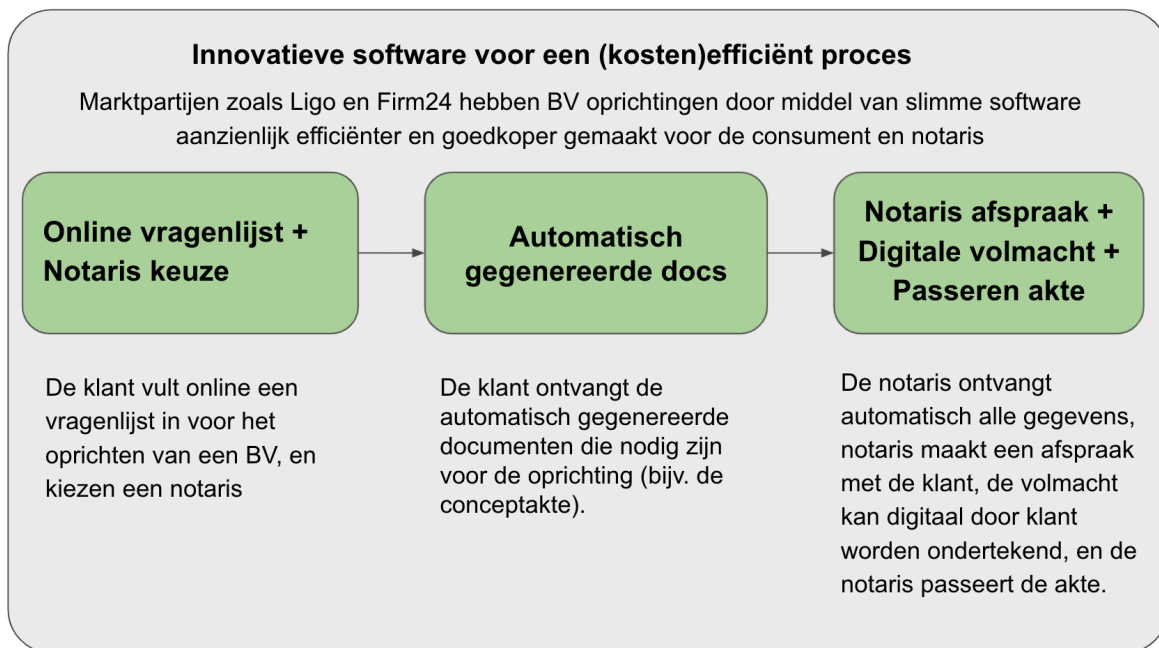 Innovatieve software voor een (kosten)efficiënt proces
Marktpartijen zoals Ligo en Firm24 hebben BV oprichtingen door middel van slimme software
aanzienlijk efficiënter en goedkoper gemaakt voor de consument en notaris
Online vragenlijst +
Notaris keuze
Automatisch
gegenereerde docs
Notaris afspraak +
Digitale volmacht +
Passeren akte
De klant vult online een
vragenlijst in voor het
oprichten van een BV, en
kiezen een notaris
De klant ontvangt de
automatisch gegenereerde
documenten die nodig zijn
voor de oprichting (bijv. de
conceptakte).
De notaris ontvangt
automatisch alle gegevens,
notaris maakt een afspraak
met de klant, de volmacht
kan digitaal door klant
worden ondertekend, en de
notaris passeert de akte.